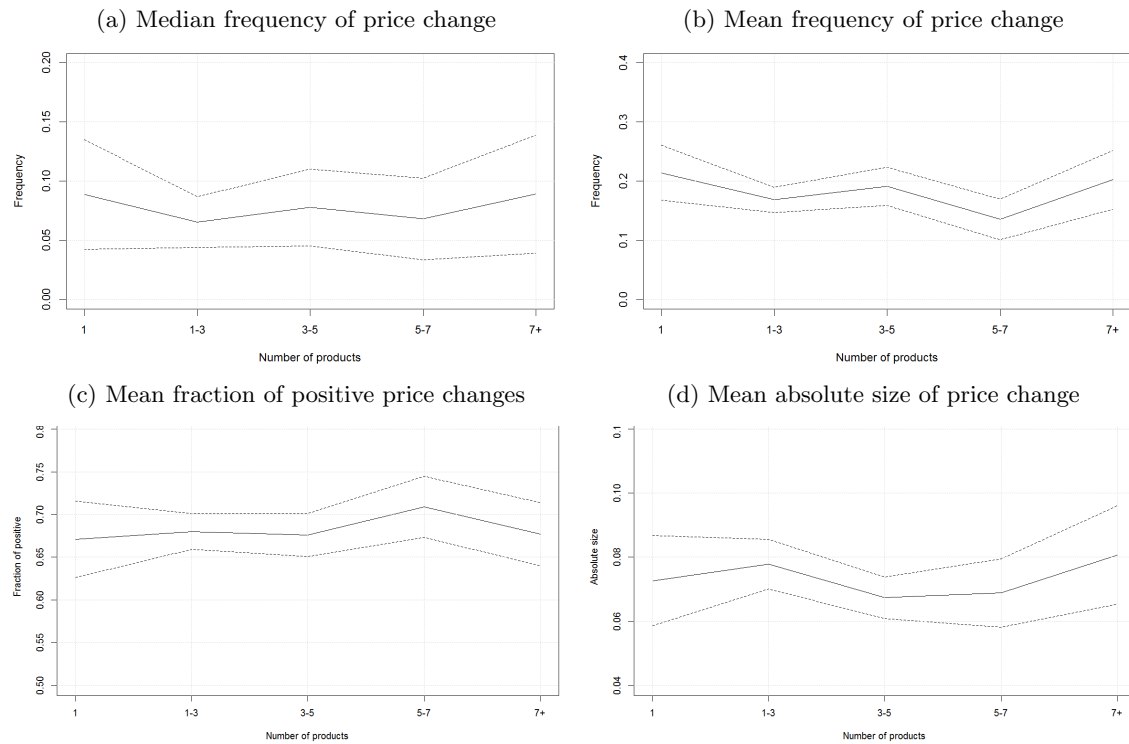 (a) Median frequency of price change
0.20
0.15
0.10
0.05
0.00
Frequency
1 1-3 3-5 5-7 7+
Number of products
(b) Mean frequency of price change
0.4
0.3
0.2
0.1
0.0
Frequency
1 1-3 3-5 5-7 7+
Number of products
(c) Mean fraction of positive price changes
0.8
0.75
0.70
0.65
0.60
0.55
0.50
Fraction of positive
1 1-3 3-5 5-7 7+
Number of products
(d) Mean absolute size of price change
0.1
0.10
0.08
0.06
0.04
Absolute size
1 1-3 3-5 5-7 7+
Number of products